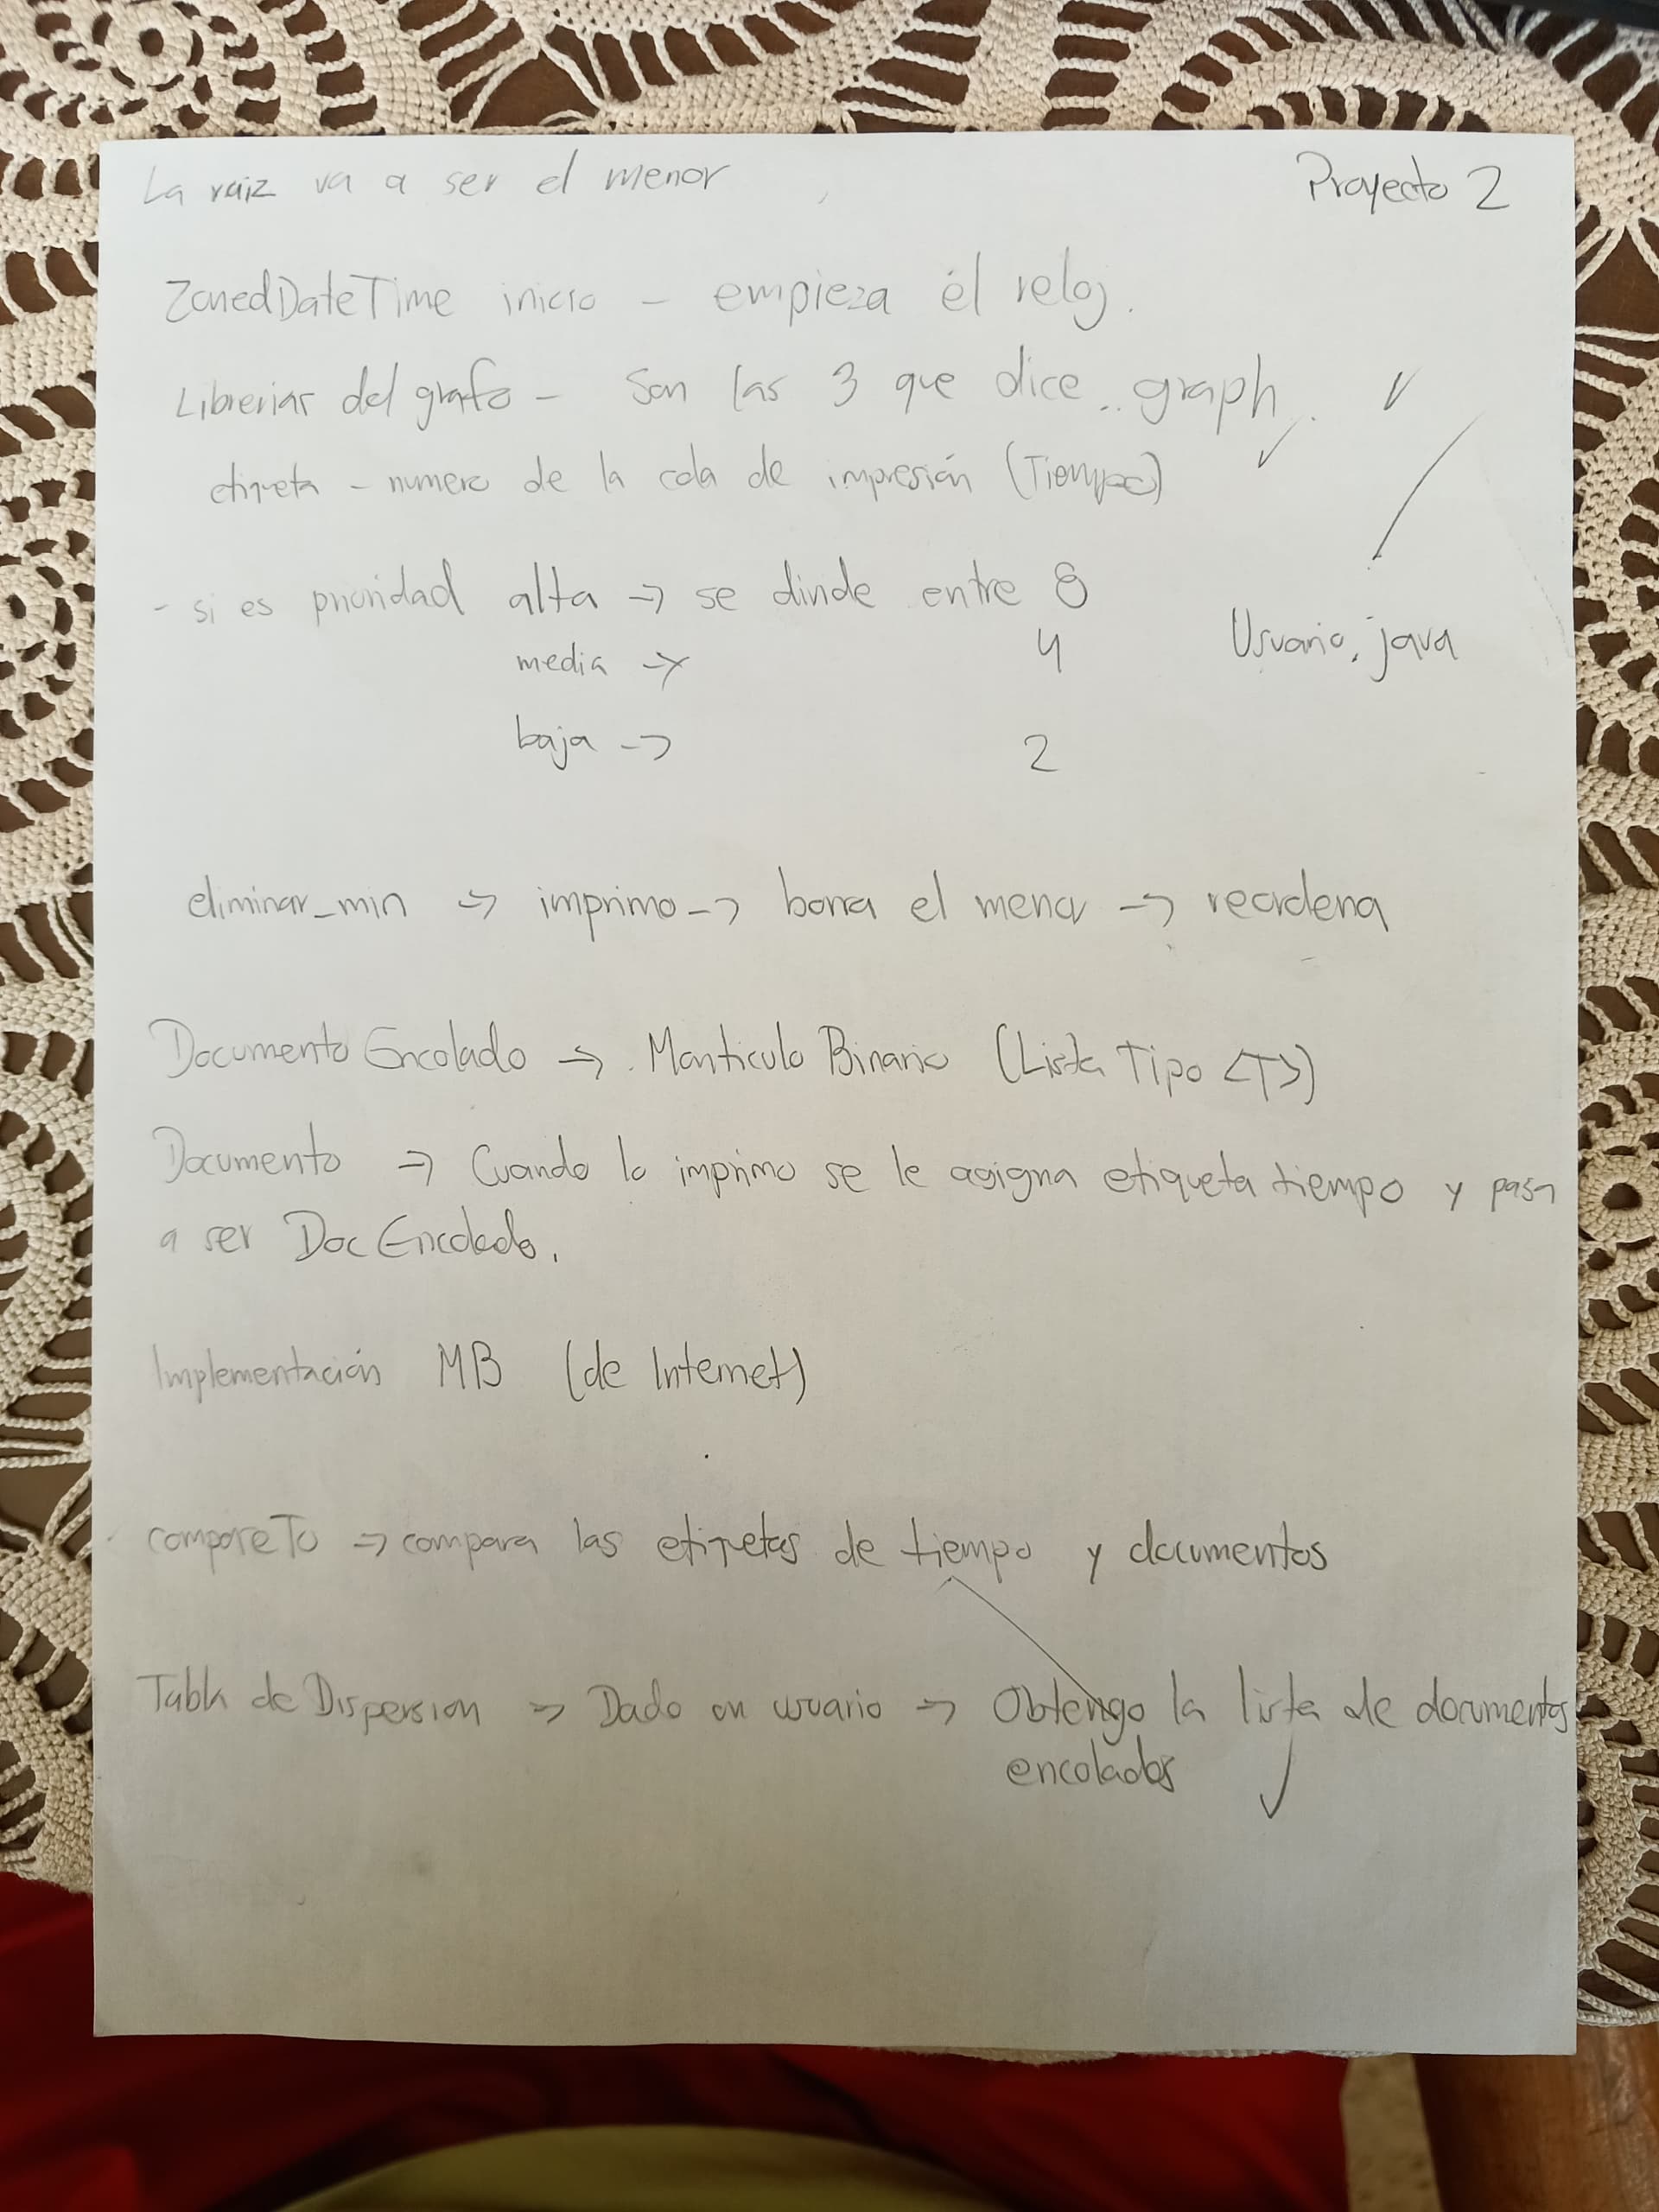 La raiz va a ser el menor
Proyecto 2
ZonedDateTime inicio - empieza el reloj.
Librerias del grafo - Son las 3 que dice .. graph.
etiqueta - numero de la cola de impresión (Tiempo)
- si es prioridad alta -> se divide entre 8
media -> 4
Usuario.java
baja -> 2
eliminar_min -> imprimo -> borra el menor -> reordena
Documento Encolado -> Monticulo Binario (Lista Tipo <T>)
Documento -> Cuando lo imprimo se le asigna etiqueta tiempo y pasa
a ser Doc Encolado.
Implementación MB (de Internet)
- compareTo -> compara las etiquetas de tiempo y documentos
Tabla de Dispersion -> Dado un usuario -> Obtengo la lista de documentos
encolados